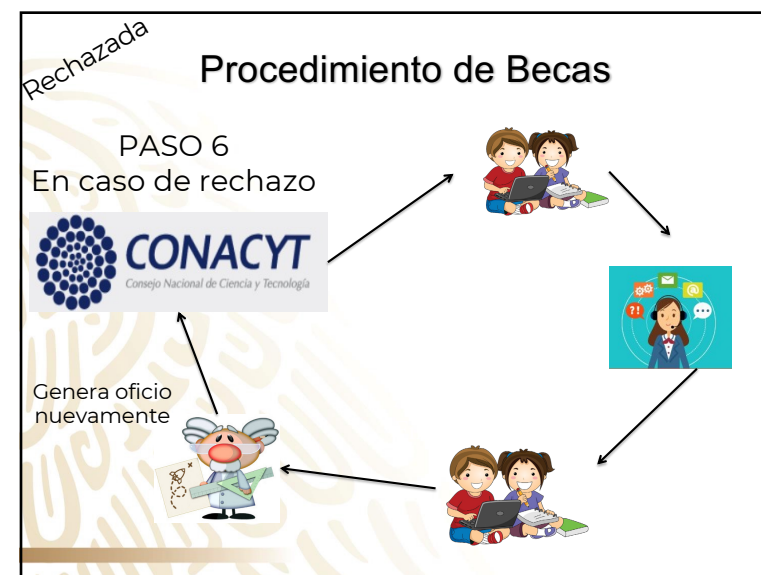 Rechazada
Procedimiento de Becas
PASO 6
En caso de rechazo
CONACYT
Consejo Nacional de Ciencia y Tecnología
?!
@
Genera oficio
nuevamente